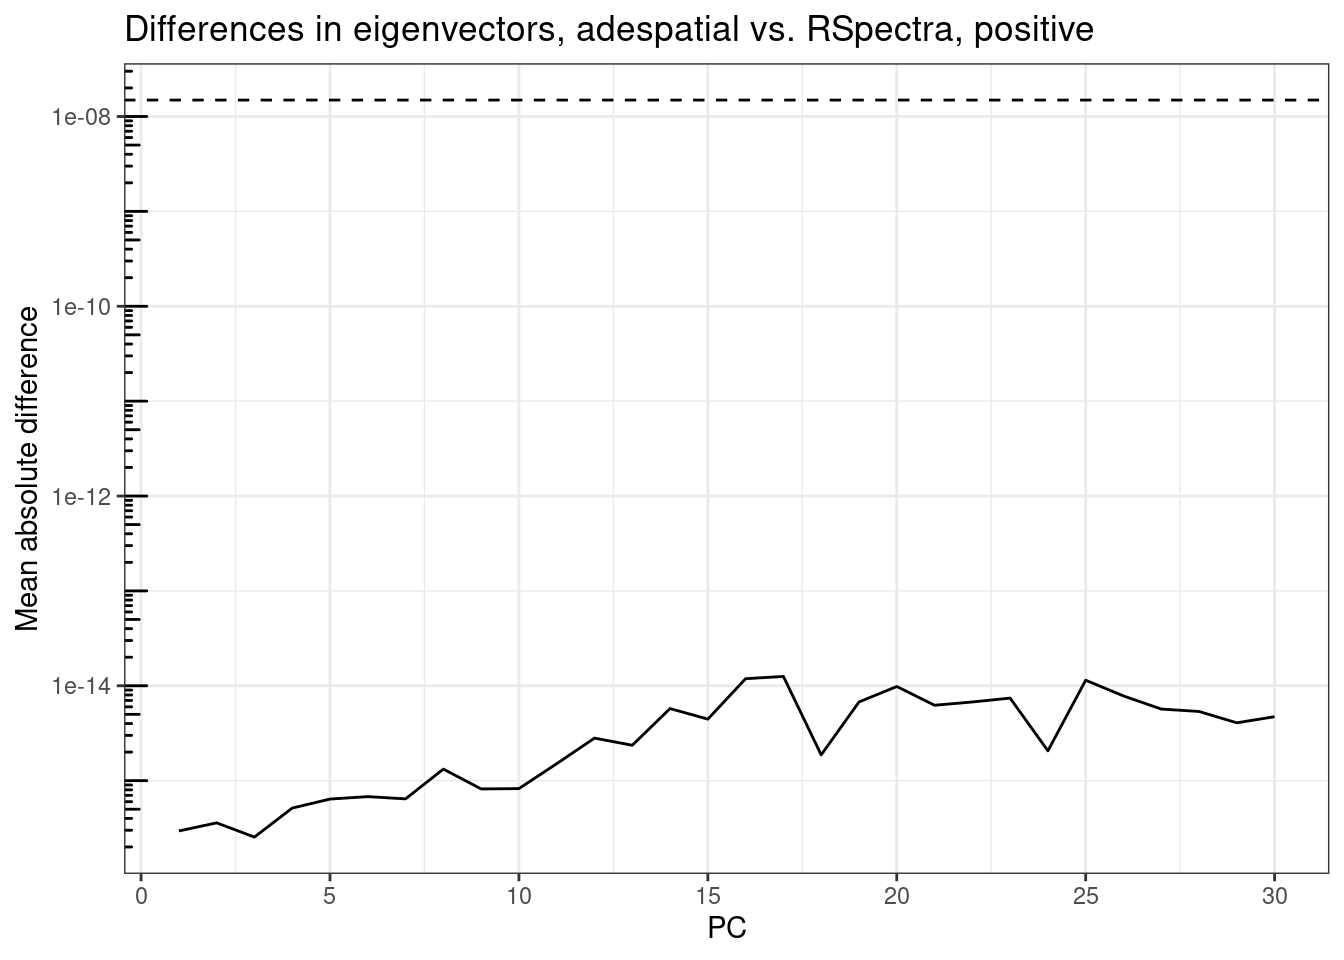 Differences in eigenvectors, adespatial vs. RSpectra, positive
Mean absolute difference
1e-08
1e-10
1e-12
1e-14
0 5 10 15 20 25 30
PC